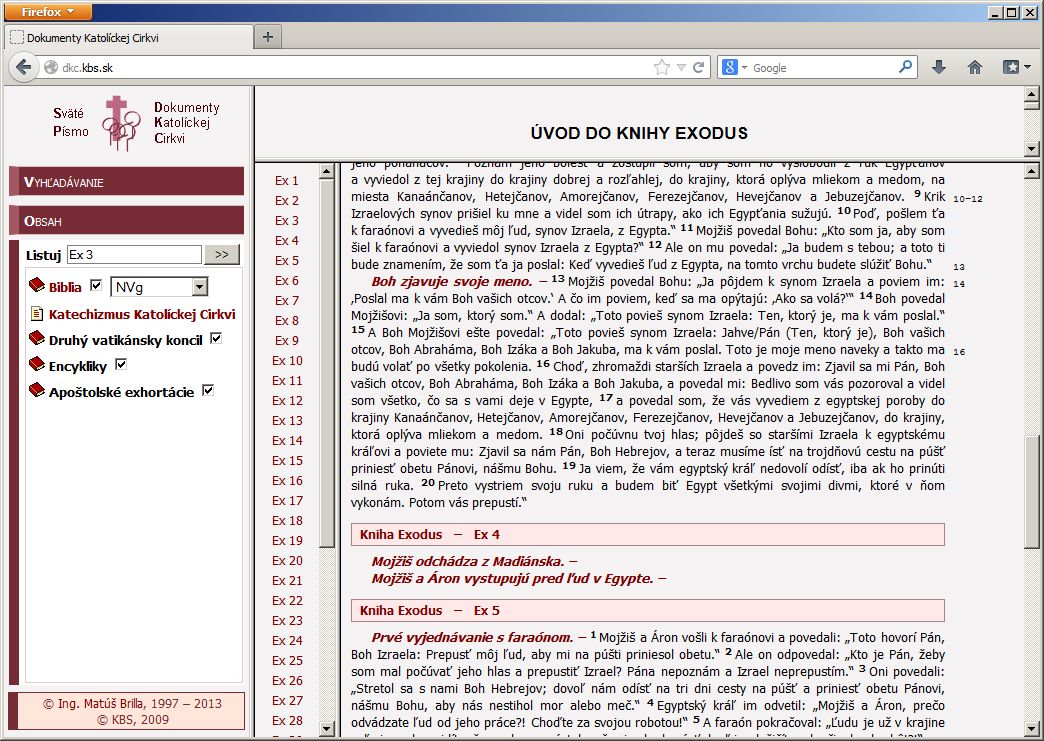 Firefox
Dokumenty Katolíckej Cirkvi
dkc.kbs.sk
Google
Sväté
Písmo
Dokumenty
Katolíckej
Cirkvi
VYHĽADÁVANIE
OBSAH
Listuj Ex 3 >>
Biblia NVg
Katechizmus Katolíckej Cirkvi
Druhý vatikánsky koncil
Encykliky
Apoštolské exhortácie
© Ing. Matúš Brilla, 1997 – 2013
© KBS, 2009
Ex 1
Ex 2
Ex 3
Ex 4
Ex 5
Ex 6
Ex 7
Ex 8
Ex 9
Ex 10
Ex 11
Ex 12
Ex 13
Ex 14
Ex 15
Ex 16
Ex 17
Ex 18
Ex 19
Ex 20
Ex 21
Ex 22
Ex 23
Ex 24
Ex 25
Ex 26
Ex 27
Ex 28
ÚVOD DO KNIHY EXODUS
jeho poháňačov. Poznám jeho bolesť a zostúpil som, aby som ho vyslobodil z rúk Egypťanov
a vyviedol z tej krajiny do krajiny dobrej a rozľahlej, do krajiny, ktorá oplýva mliekom a medom, na
miesta Kanaánčanov, Hetejčanov, Amorejčanov, Ferezejčanov, Hevejčanov a Jebuzejčanov. 9 Krik 10–12
Izraelových synov prišiel ku mne a videl som ich útrapy, ako ich Egypťania sužujú. 10 Poď, pošlem ťa
k faraónovi a vyvedieš môj ľud, synov Izraela, z Egypta.“ 11 Mojžiš povedal Bohu: „Kto som ja, aby som
šiel k faraónovi a vyviedol synov Izraela z Egypta?“ 12 Ale on mu povedal: „Ja budem s tebou; a toto ti
bude znamením, že som ťa ja poslal: Keď vyvedieš ľud z Egypta, na tomto vrchu budete slúžiť Bohu.“ 13
Boh zjavuje svoje meno. – 13 Mojžiš povedal Bohu: „Ja pôjdem k synom Izraela a poviem im: 14
‚Poslal ma k vám Boh vašich otcov.‘ A čo im poviem, keď sa ma opýtajú: ‚Ako sa volá?‘“ 14 Boh povedal
Mojžišovi: „Ja som, ktorý som.“ A dodal: „Toto povieš synom Izraela: Ten, ktorý je, ma k vám poslal.“
15 A Boh Mojžišovi ešte povedal: „Toto povieš synom Izraela: Jahve/Pán (Ten, ktorý je), Boh vašich
otcov, Boh Abraháma, Boh Izáka a Boh Jakuba, ma k vám poslal. Toto je moje meno naveky a takto ma 16
budú volať po všetky pokolenia. 16 Choď, zhromaždi starších Izraela a povedz im: Zjavil sa mi Pán, Boh
vašich otcov, Boh Abraháma, Boh Izáka a Boh Jakuba, a povedal mi: Bedlivo som vás pozoroval a videl
som všetko, čo sa s vami deje v Egypte, 17 a povedal som, že vás vyvediem z egyptskej poroby do
krajiny Kanaánčanov, Hetejčanov, Amorejčanov, Ferezejčanov, Hevejčanov a Jebuzejčanov, do krajiny,
ktorá oplýva mliekom a medom. 18 Oni počúvnu tvoj hlas; pôjdeš so staršími Izraela k egyptskému
kráľovi a poviete mu: Zjavil sa nám Pán, Boh Hebrejov, a teraz musíme ísť na trojdňovú cestu na púšť
priniesť obetu Pánovi, nášmu Bohu. 19 Ja viem, že vám egyptský kráľ nedovolí odísť, iba ak ho prinúti
silná ruka. 20 Preto vystriem svoju ruku a budem biť Egypt všetkými svojimi divmi, ktoré v ňom
vykonám. Potom vás prepustí.“
Kniha Exodus – Ex 4
Mojžiš odchádza z Madiánska. –
Mojžiš a Áron vystupujú pred ľud v Egypte. –
Kniha Exodus – Ex 5
Prvé vyjednávanie s faraónom. – 1 Mojžiš a Áron vošli k faraónovi a povedali: „Toto hovorí Pán,
Boh Izraela: Prepusť môj ľud, aby mi na púšti priniesol obetu.“ 2 Ale on odpovedal: „Kto je Pán, žeby
som mal počúvať jeho hlas a prepustiť Izrael? Pána nepoznám a Izrael neprepustím.“ 3 Oni povedali:
„Stretol sa s nami Boh Hebrejov; dovoľ nám odísť na tri dni cesty na púšť a priniesť obetu Pánovi,
nášmu Bohu, aby nás nestihol mor alebo meč.“ 4 Egyptský kráľ im odvetil: „Mojžiš a Áron, prečo
odvádzate ľud od jeho práce?! Choďte za svojou robotou!“ 5 A faraón pokračoval: „Ľudu je už v krajine